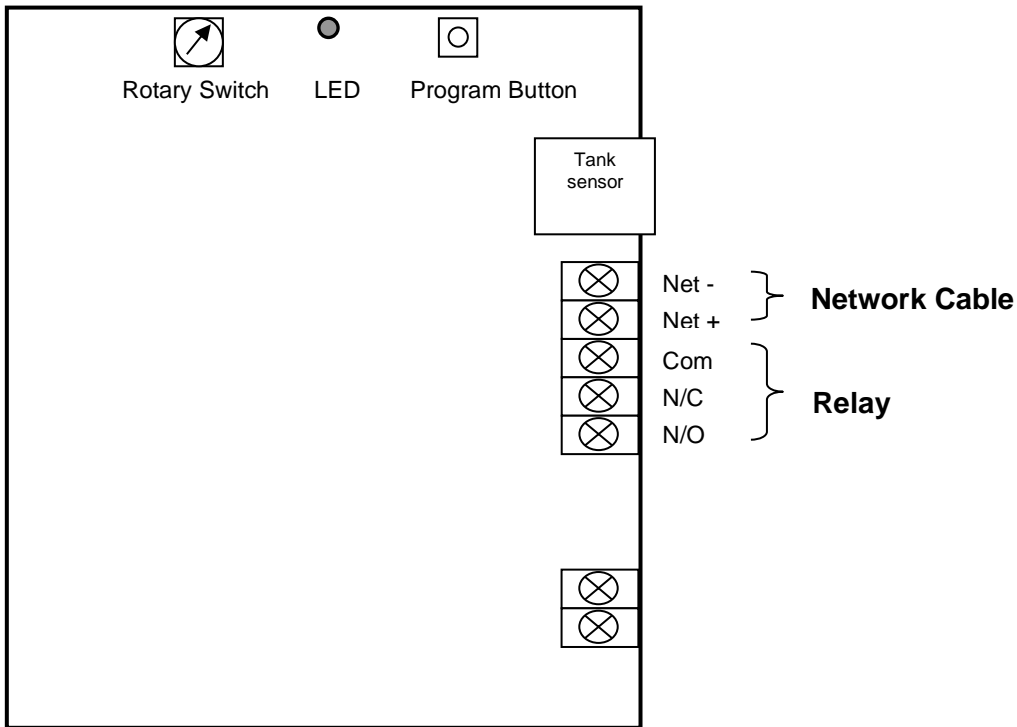 Rotary Switch LED Program Button
Tank
sensor
Net -
Net +
Network Cable
Com
N/C
N/O
Relay